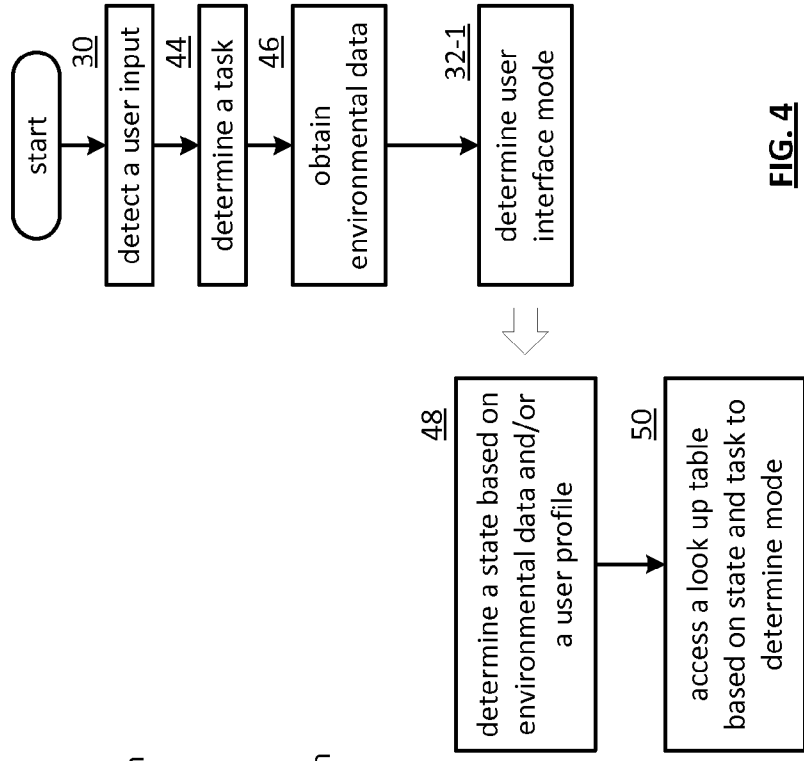 start
30
detect a user input
44
determine a task
46
obtain
environmental data
32-1
determine user
interface mode
48
determine a state based on
environmental data and/or
a user profile
50
access a look up table
based on state and task to
determine mode
FIG. 4
n
n